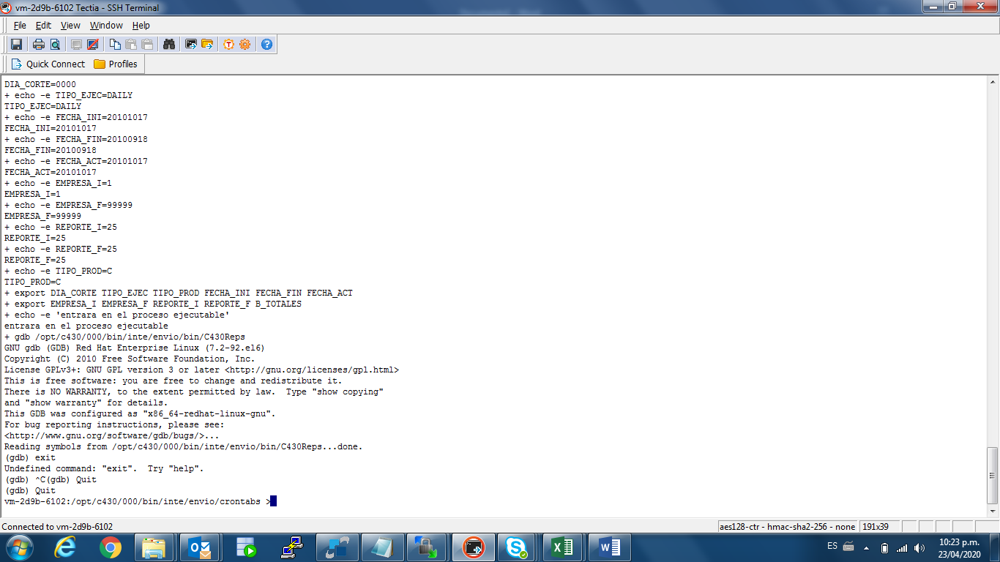 vm-2d9b-6102 Tectia - SSH Terminal
File Edit View Window Help
Quick Connect Profiles
DIA_CORTE=0000
+ echo -e TIPO_EJEC=DAILY
TIPO_EJEC=DAILY
+ echo -e FECHA_INI=20101017
FECHA_INI=20101017
+ echo -e FECHA_FIN=20100918
FECHA_FIN=20100918
+ echo -e FECHA_ACT=20101017
FECHA_ACT=20101017
+ echo -e EMPRESA_I=1
EMPRESA_I=1
+ echo -e EMPRESA_F=99999
EMPRESA_F=99999
+ echo -e REPORTE_I=25
REPORTE_I=25
+ echo -e REPORTE_F=25
REPORTE_F=25
+ echo -e TIPO_PROD=C
TIPO_PROD=C
+ export DIA_CORTE TIPO_EJEC TIPO_PROD FECHA_INI FECHA_FIN FECHA_ACT
+ export EMPRESA_I EMPRESA_F REPORTE_I REPORTE_F B_TOTALES
+ echo -e 'entrara en el proceso ejecutable'
entrara en el proceso ejecutable
+ gdb /opt/c430/000/bin/inte/envio/bin/C430Reps
GNU gdb (GDB) Red Hat Enterprise Linux (7.2-92.el6)
Copyright (C) 2010 Free Software Foundation, Inc.
License GPLv3+: GNU GPL version 3 or later <http://gnu.org/licenses/gpl.html>
This is free software: you are free to change and redistribute it.
There is NO WARRANTY, to the extent permitted by law.  Type "show copying"
and "show warranty" for details.
This GDB was configured as "x86_64-redhat-linux-gnu".
For bug reporting instructions, please see:
<http://www.gnu.org/software/gdb/bugs/>...
Reading symbols from /opt/c430/000/bin/inte/envio/bin/C430Reps...done.
(gdb) exit
Undefined command: "exit".  Try "help".
(gdb) ^C(gdb) Quit
(gdb) Quit
vm-2d9b-6102:/opt/c430/000/bin/inte/envio/crontabs >
Connected to vm-2d9b-6102 aes128-ctr - hmac-sha2-256 - none 191x39
ES 10:23 p.m.
23/04/2020